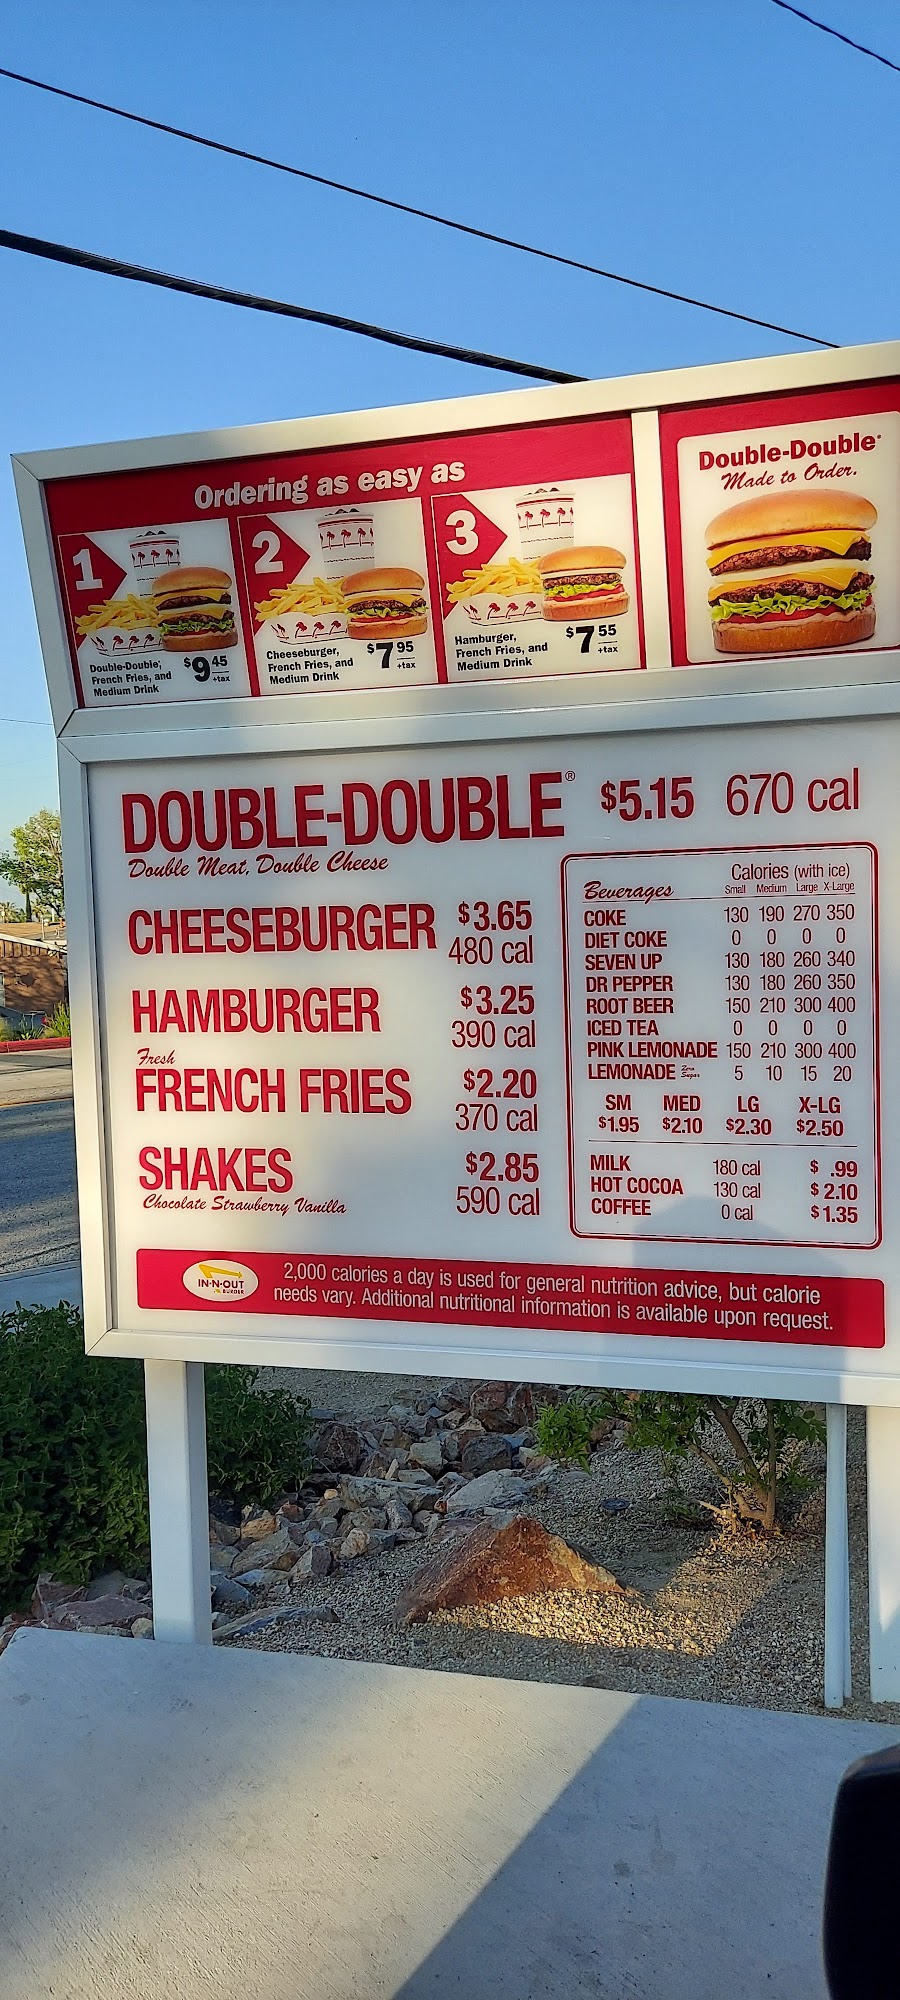 Ordering as easy as
1
Double-Double,
French Fries, and
Medium Drink
$9.45
+tax
2
Cheeseburger,
French Fries, and
Medium Drink
$7.95
+tax
3
Hamburger,
French Fries, and
Medium Drink
$7.55
+tax
Double-Double®
Made to Order.
DOUBLE-DOUBLE® $5.15 670 cal
Double Meat, Double Cheese
CHEESEBURGER $3.65
480 cal
HAMBURGER $3.25
390 cal
Fresh
FRENCH FRIES $2.20
370 cal
SHAKES $2.85
Chocolate Strawberry Vanilla 590 cal
Calories (with ice)
Beverages Small Medium Large X-Large
COKE 130 190 270 350
DIET COKE 0 0 0 0
SEVEN UP 130 180 260 340
DR PEPPER 130 180 260 350
ROOT BEER 150 210 300 400
ICED TEA 0 0 0 0
PINK LEMONADE 150 210 300 400
LEMONADE Zero Sugar 5 10 15 20
SM MED LG X-LG
$1.95 $2.10 $2.30 $2.50
MILK 180 cal $ .99
HOT COCOA 130 cal $ 2.10
COFFEE 0 cal $1.35
IN-N-OUT
BURGER
2,000 calories a day is used for general nutrition advice, but calorie
needs vary. Additional nutritional information is available upon request.